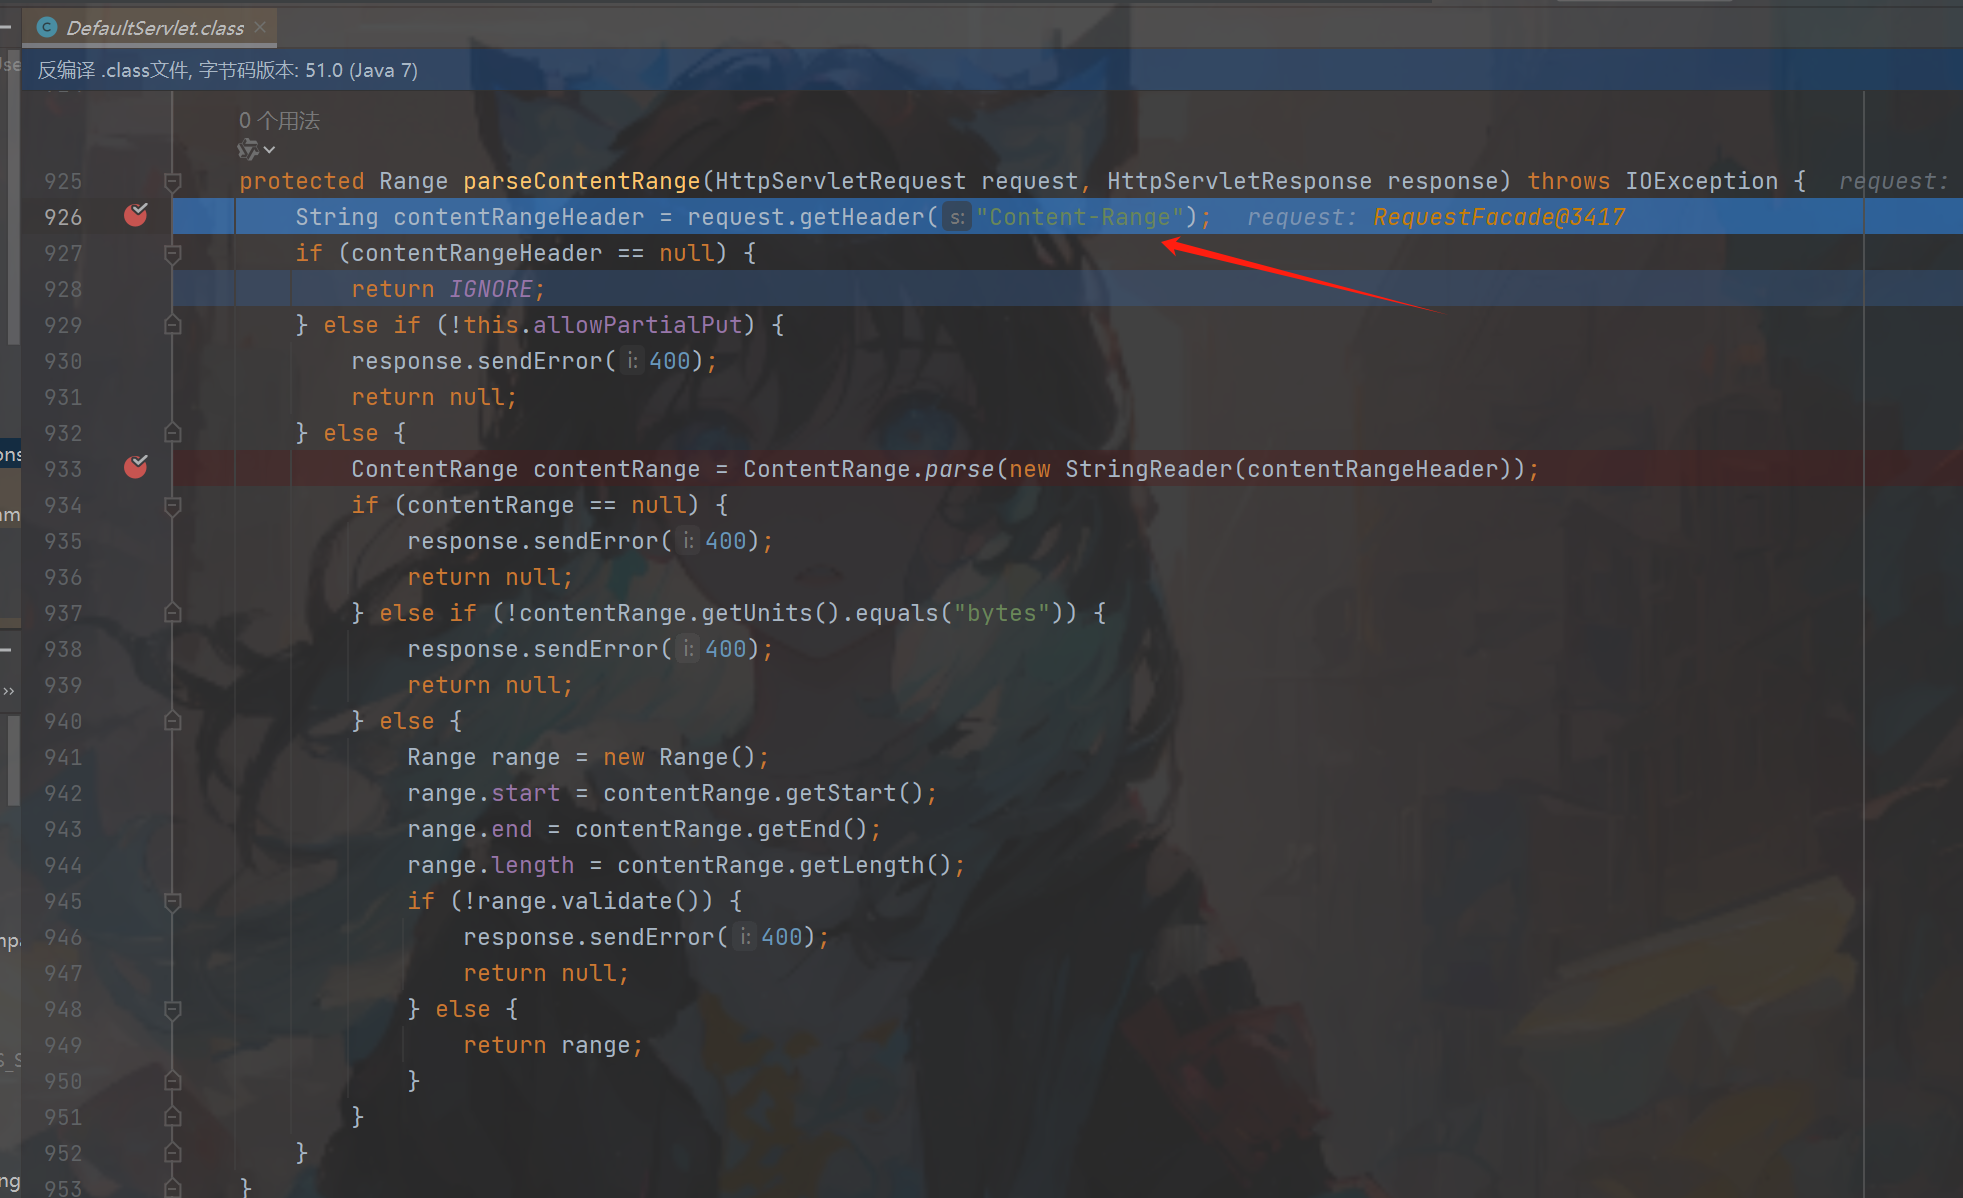 DefaultServlet.class
反编译 .class文件, 字节码版本: 51.0 (Java 7)
0 个用法
925 protected Range parseContentRange(HttpServletRequest request, HttpServletResponse response) throws IOException { request:
926 String contentRangeHeader = request.getHeader( s: "Content-Range"); request: RequestFacade@3417
927 if (contentRangeHeader == null) {
928 return IGNORE;
929 } else if (!this.allowPartialPut) {
930 response.sendError( i: 400);
931 return null;
932 } else {
933 ContentRange contentRange = ContentRange.parse(new StringReader(contentRangeHeader));
934 if (contentRange == null) {
935 response.sendError( i: 400);
936 return null;
937 } else if (!contentRange.getUnits().equals("bytes")) {
938 response.sendError( i: 400);
939 return null;
940 } else {
941 Range range = new Range();
942 range.start = contentRange.getStart();
943 range.end = contentRange.getEnd();
944 range.length = contentRange.getLength();
945 if (!range.validate()) {
946 response.sendError( i: 400);
947 return null;
948 } else {
949 return range;
950 }
951 }
952 }
953 }